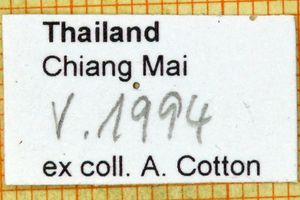 Thailand
Chiang Mai
V.1994
ex coll. A. Cotton